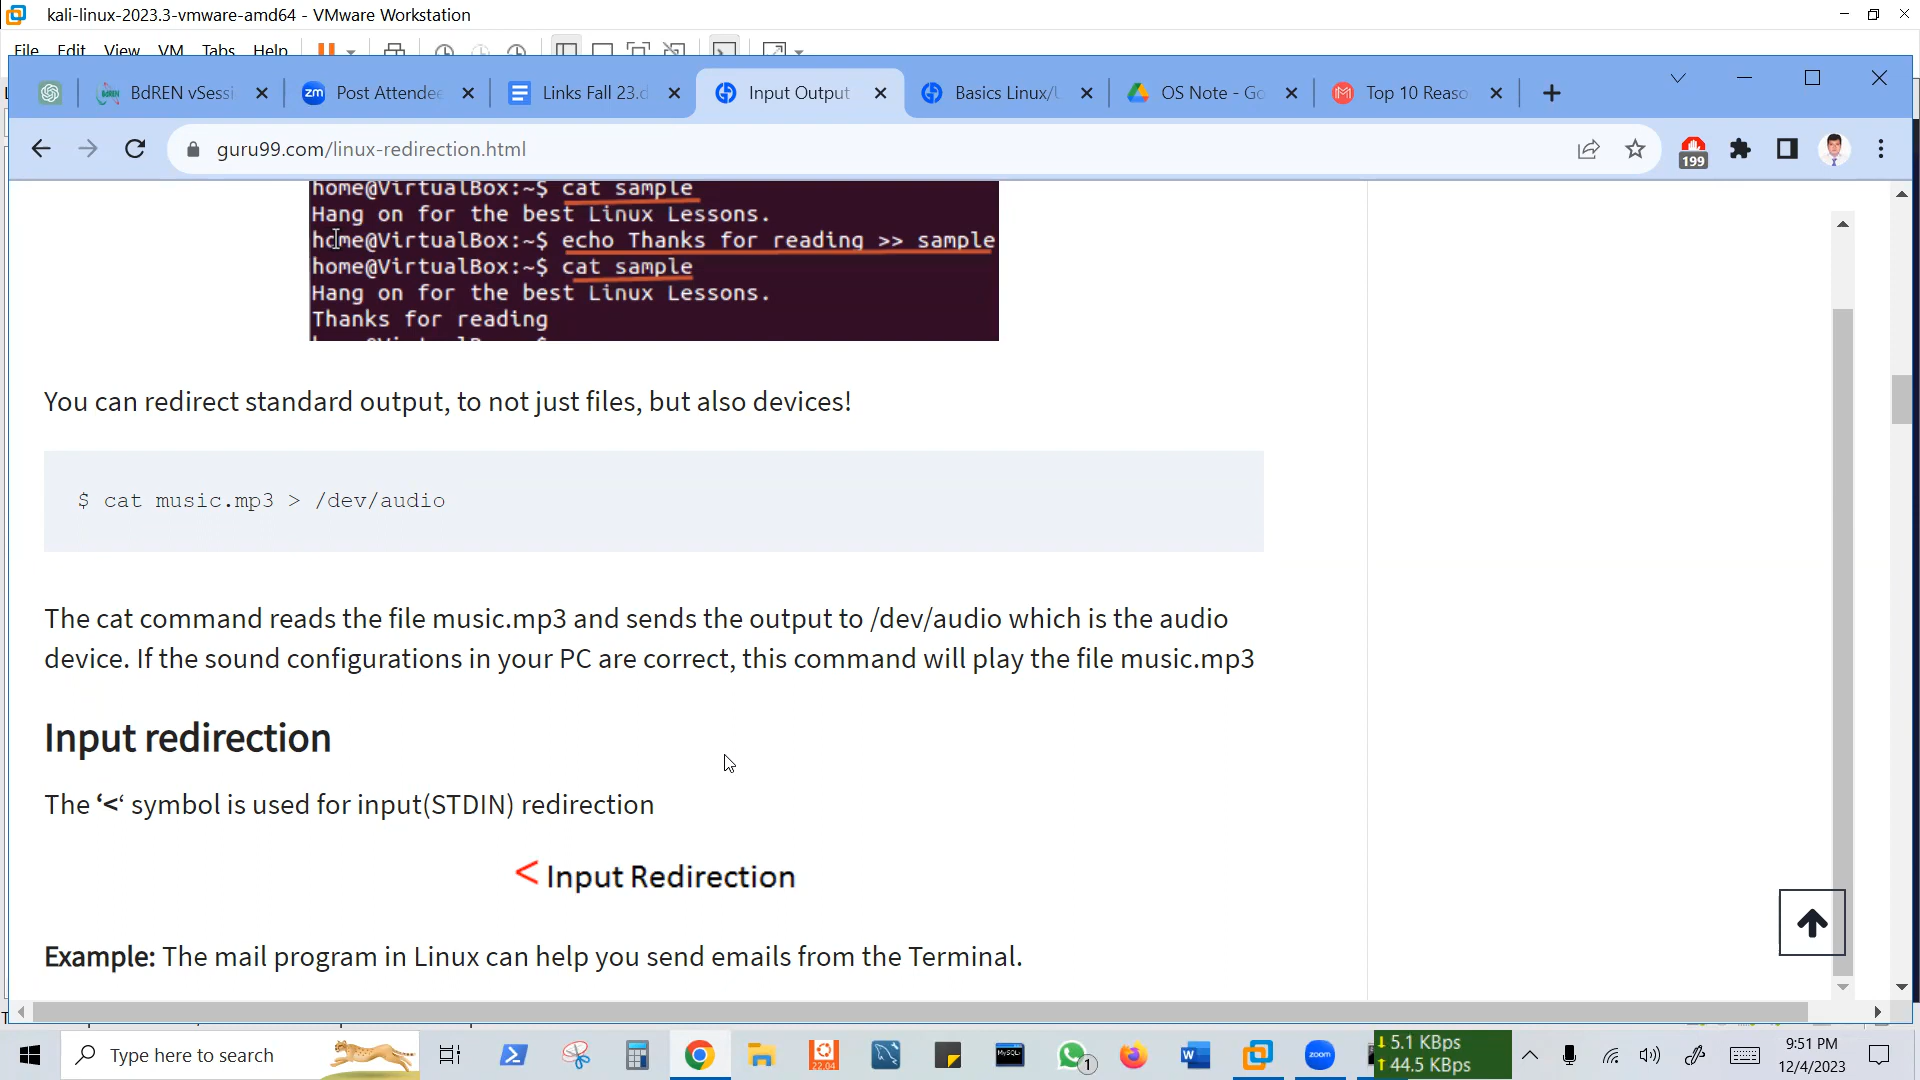 kali-linux-2023.3-vmware-amd64 - VMware Workstation
File Edit View VM Tabs Help
BdREN vSessi
zm Post Attendee
Links Fall 23.d
Input Output
Basics Linux/U
OS Note - Go
Top 10 Reaso
guru99.com/linux-redirection.html
199
home@VirtualBox:~$ cat sample
Hang on for the best Linux Lessons.
home@VirtualBox:~$ echo Thanks for reading >> sample
home@VirtualBox:~$ cat sample
Hang on for the best Linux Lessons.
Thanks for reading
You can redirect standard output, to not just files, but also devices!
$ cat music.mp3 > /dev/audio
The cat command reads the file music.mp3 and sends the output to /dev/audio which is the audio
device. If the sound configurations in your PC are correct, this command will play the file music.mp3
Input redirection
The ‘<‘ symbol is used for input(STDIN) redirection
< Input Redirection
Example: The mail program in Linux can help you send emails from the Terminal.
Type here to search
22.04
MySQL
1
W
zoom
↓ 5.1 KBps
↑ 44.5 KBps
9:51 PM
12/4/2023